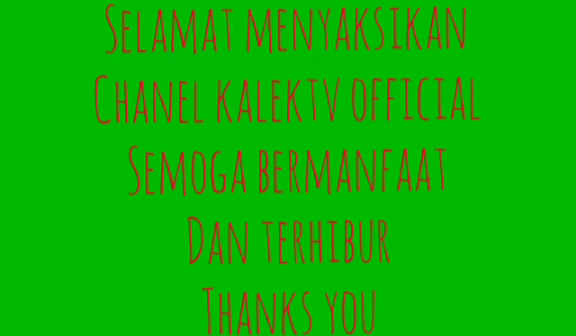 Selamat menyaksikan
Chanel kalektv official
Semoga bermanfaat
Dan terhibur
Thanks you